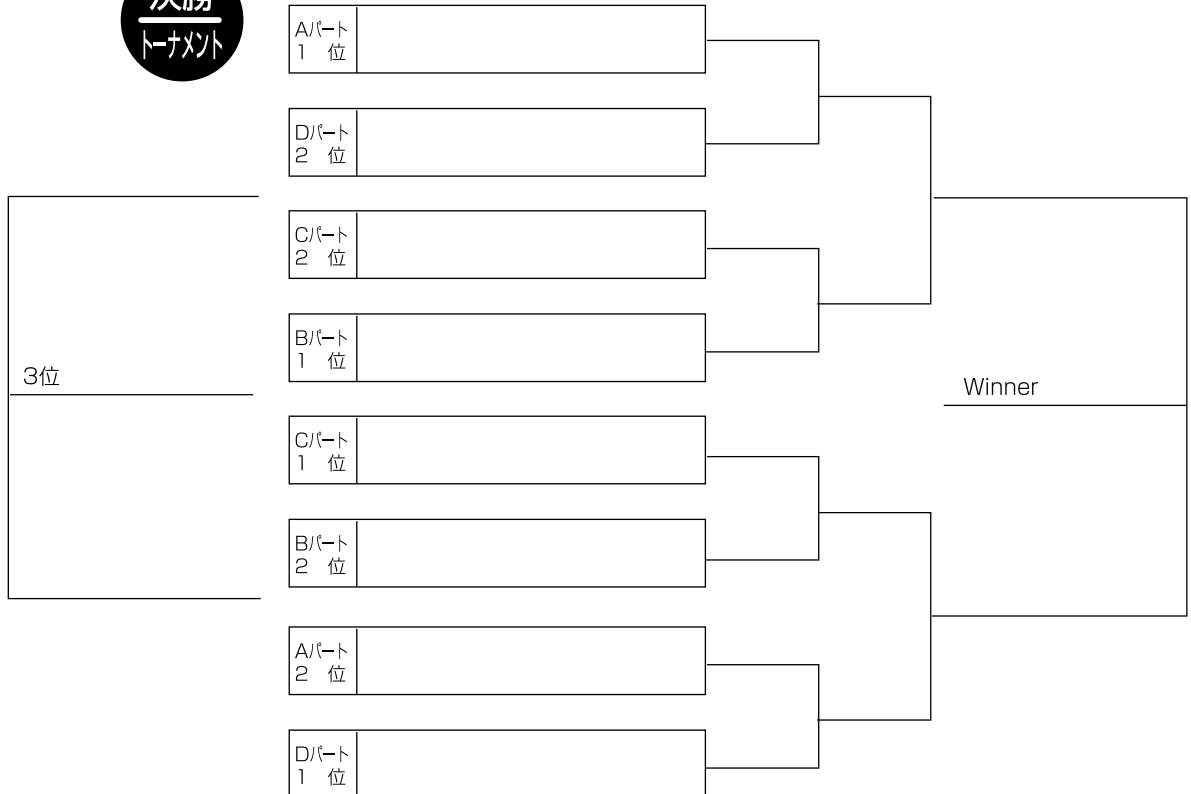 決勝
トーナメント
Aパート
1 位
Dパート
2 位
Cパート
2 位
Bパート
1 位
3位
Winner
Cパート
1 位
Bパート
2 位
Aパート
2 位
Dパート
1 位